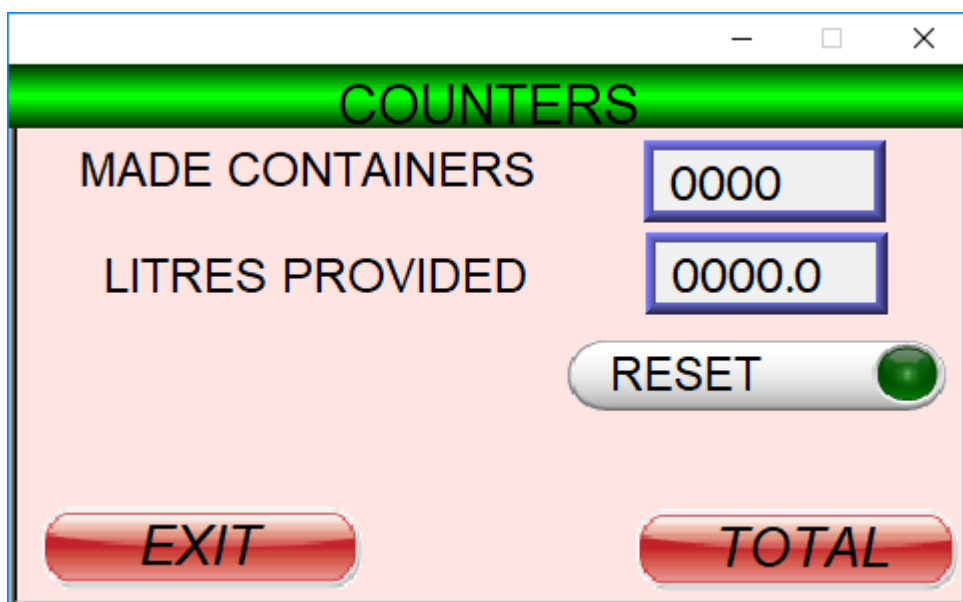 COUNTERS
MADE CONTAINERS 0000
LITRES PROVIDED 0000.0
RESET
EXIT TOTAL